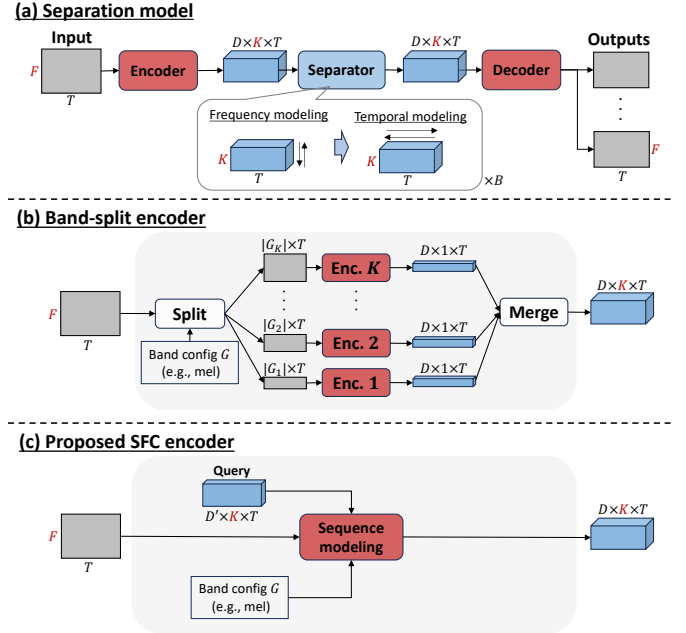 (a) Separation model
Input
Outputs
D×K×T
D×K×T
F
Encoder
Separator
Decoder
T
Frequency modeling
Temporal modeling
K
K
F
T
T
T
×B
(b) Band-split encoder
|G_K|×T
D×1×T
Enc. K
D×K×T
F
Split
|G_2|×T
D×1×T
Merge
Enc. 2
T
Band config G
(e.g., mel)
|G_1|×T
D×1×T
Enc. 1
(c) Proposed SFC encoder
Query
D′×K×T
D×K×T
F
Sequence
modeling
T
Band config G
(e.g., mel)